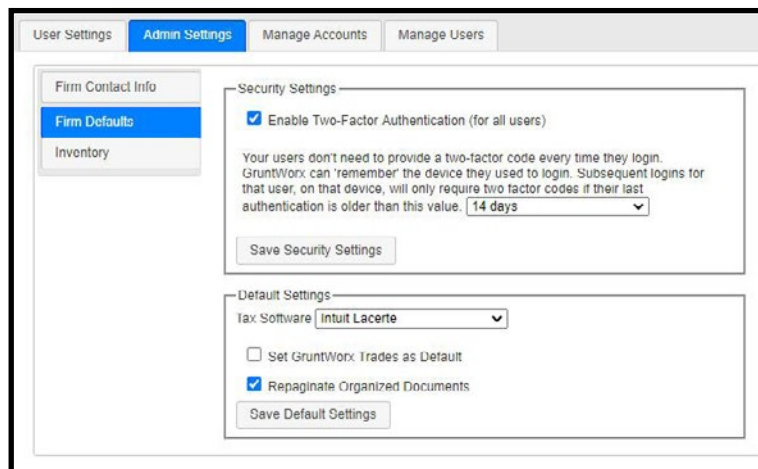 User Settings
Admin Settings
Manage Accounts
Manage Users
Firm Contact Info
Firm Defaults
Inventory
Security Settings
Enable Two-Factor Authentication (for all users)
Your users don't need to provide a two-factor code every time they login.
GruntWorx can 'remember' the device they used to login. Subsequent logins for
that user, on that device, will only require two factor codes if their last
authentication is older than this value. 14 days
Save Security Settings
Default Settings
Tax Software Intuit Lacerte
Set GruntWorx Trades as Default
Repaginate Organized Documents
Save Default Settings